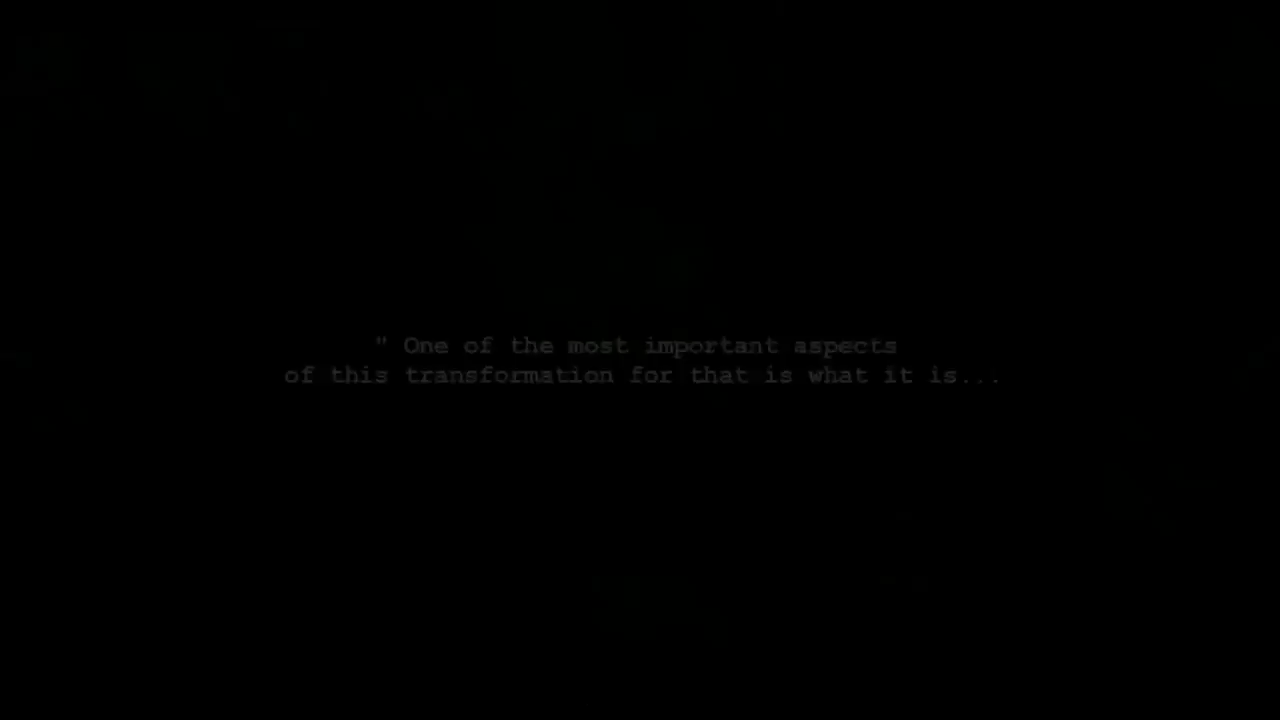 " One of the most important aspects
of this transformation for that is what it is...